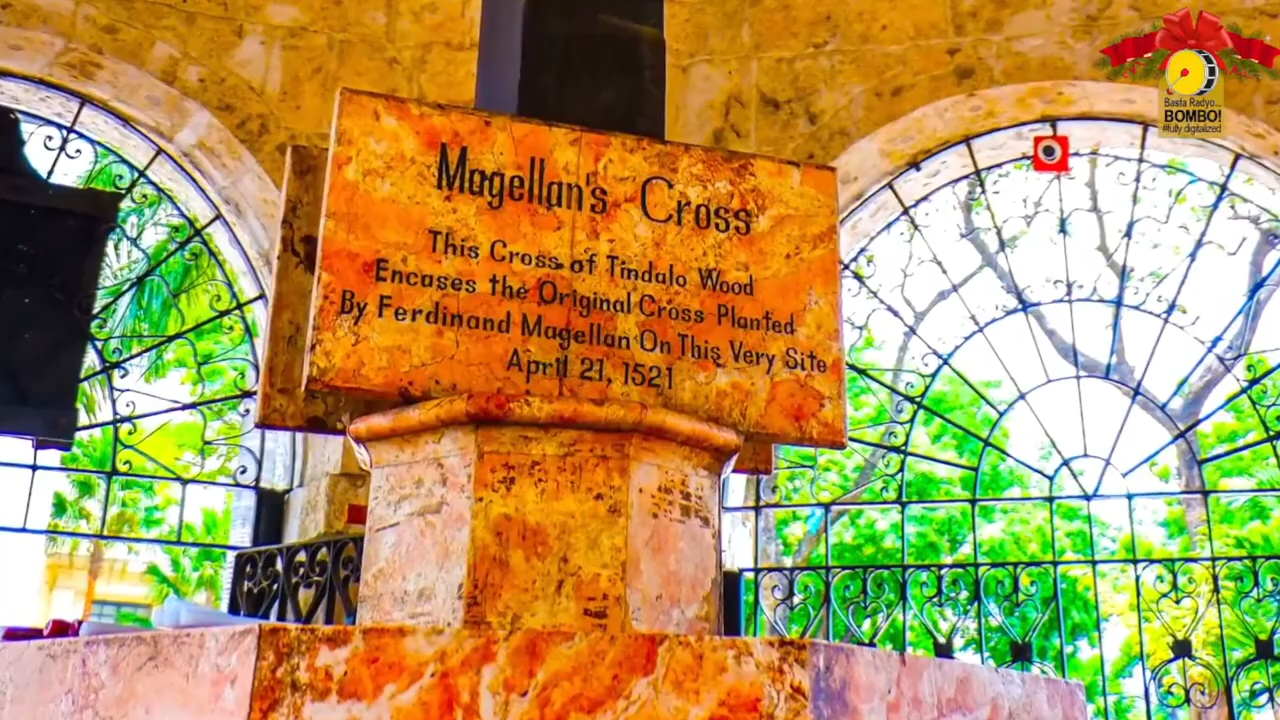 Magellan's Cross
This Cross of Tindalo Wood
Encases the Original Cross Planted
By Ferdinand Magellan On This Very Site
April 21, 1521
Basta Radyo...
BOMBO!
#fully digitalized